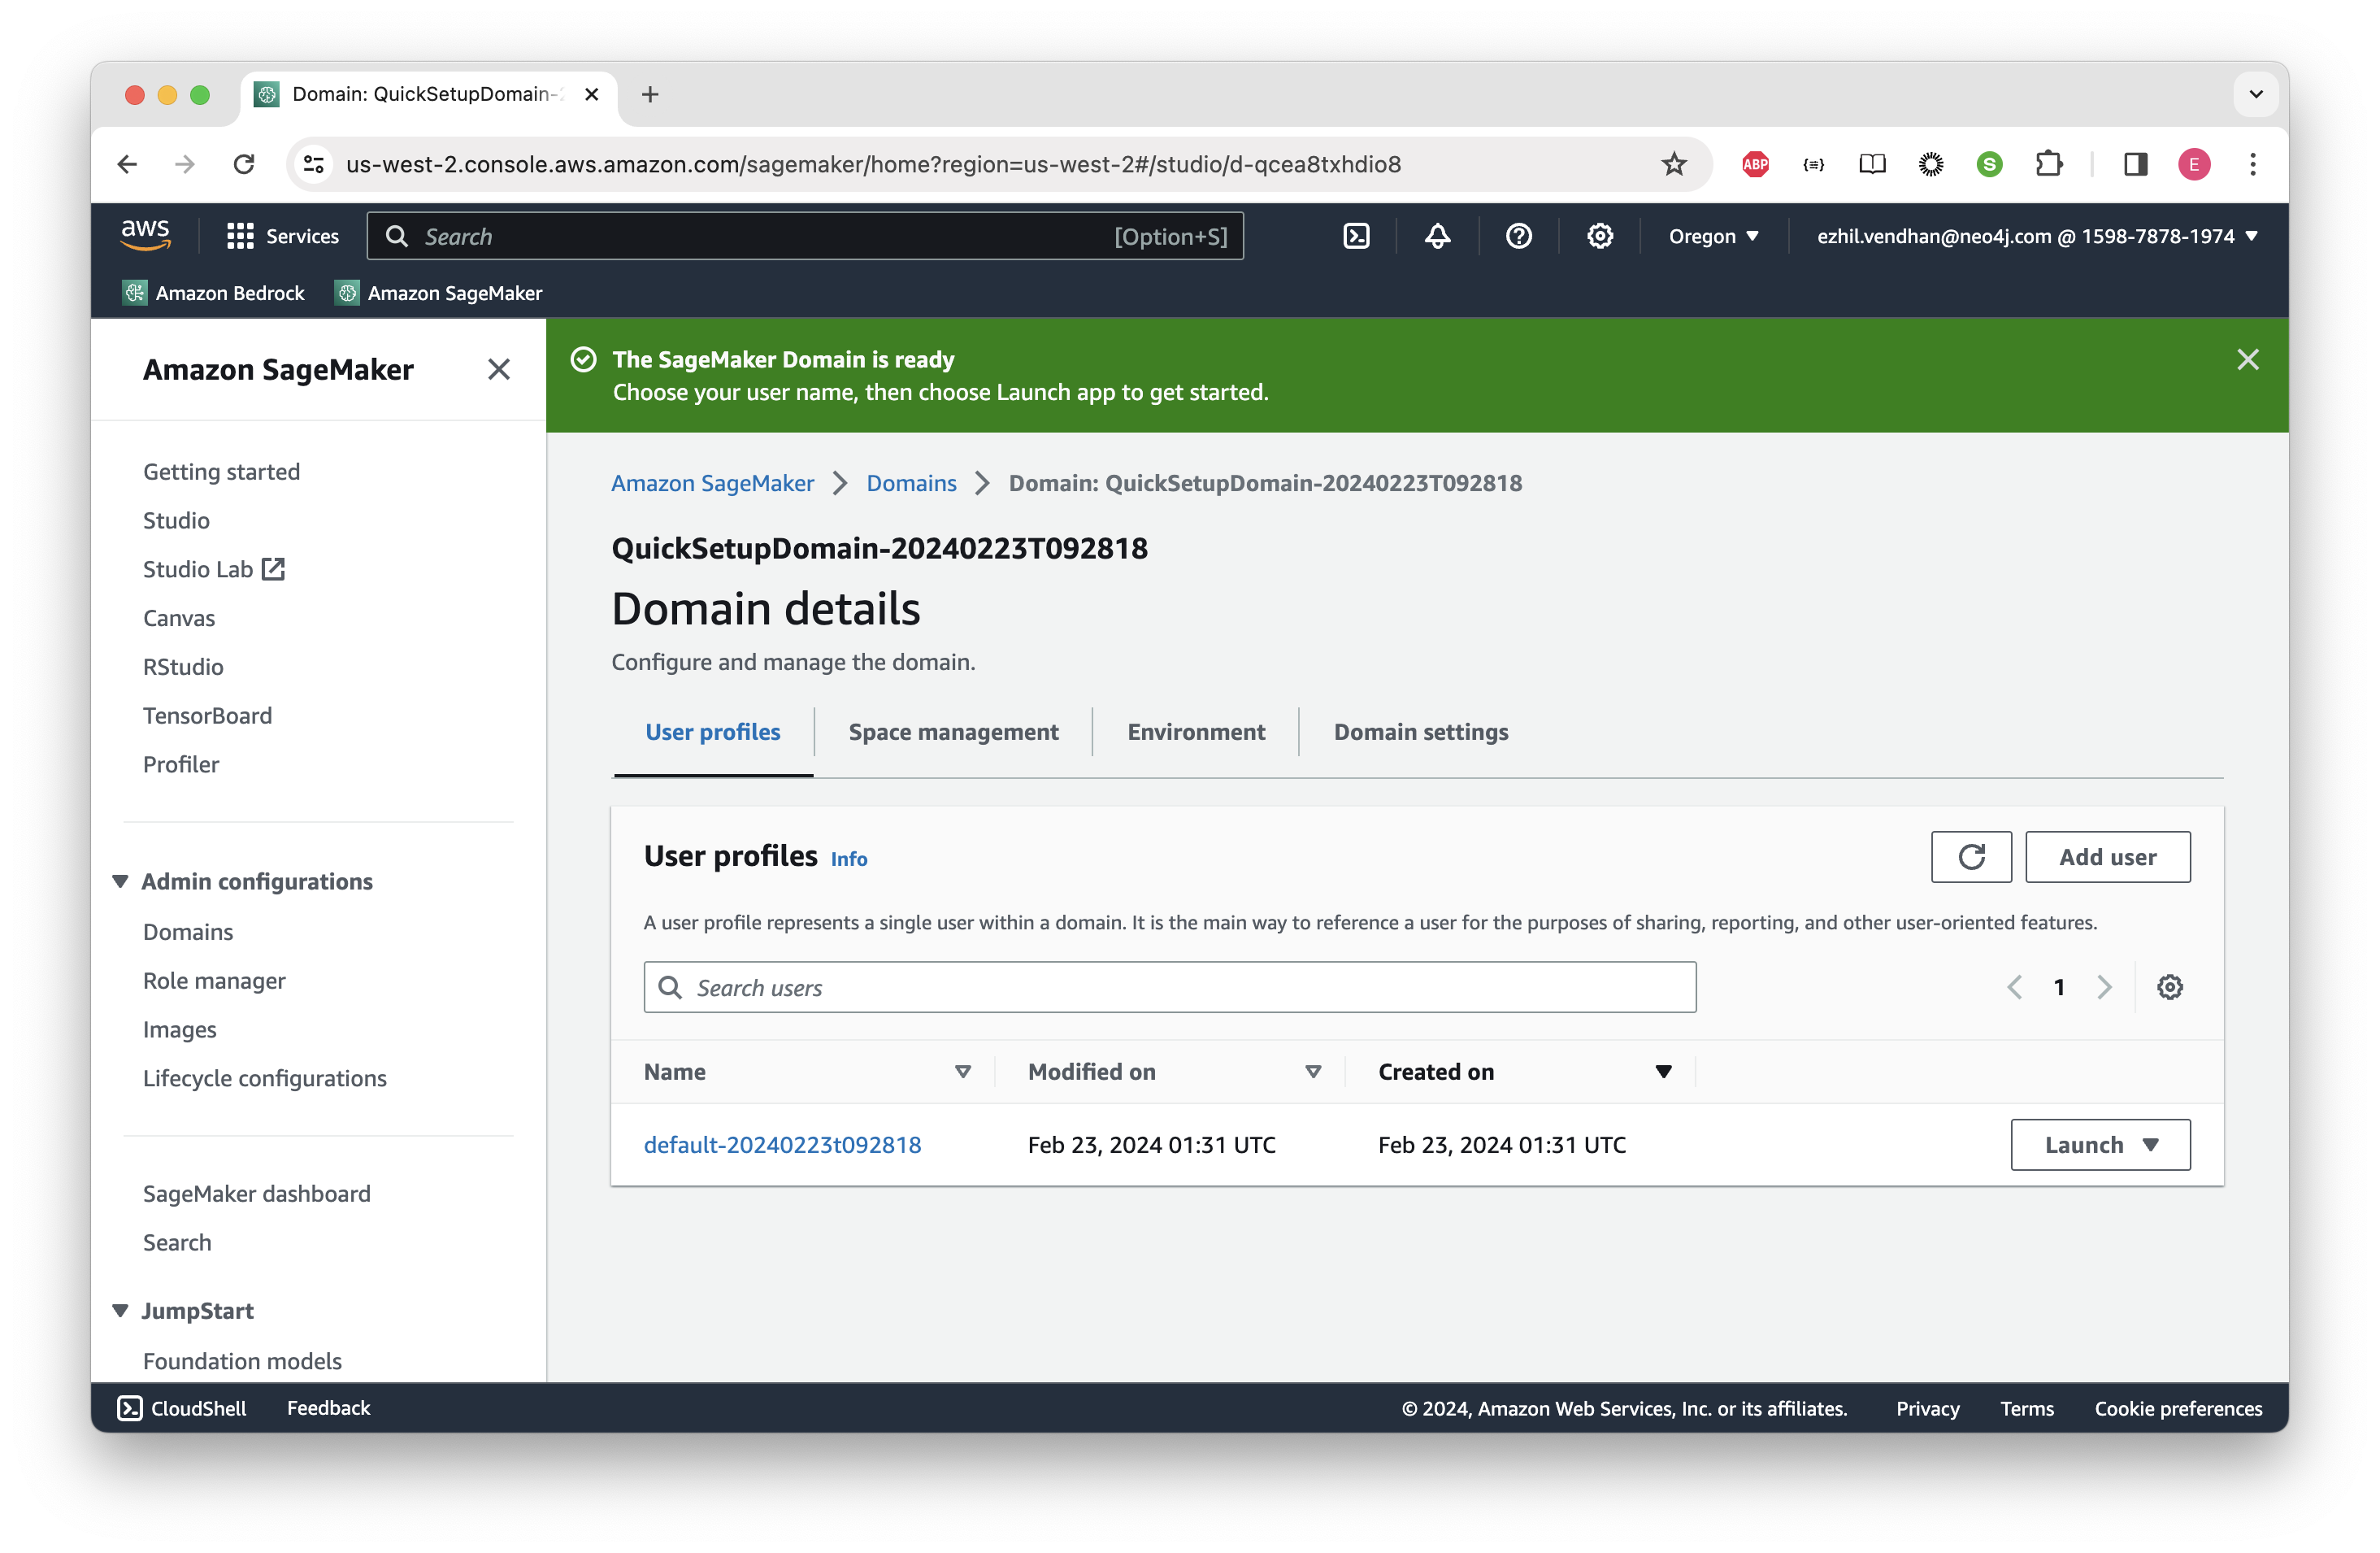 Domain: QuickSetupDomain-
us-west-2.console.aws.amazon.com/sagemaker/home?region=us-west-2#/studio/d-qcea8txhdio8
ABP
S
E
aws
Services
Search
[Option+S]
Oregon
ezhil.vendhan@neo4j.com @ 1598-7878-1974
Amazon Bedrock
Amazon SageMaker
Amazon SageMaker
Getting started
Studio
Studio Lab
Canvas
RStudio
TensorBoard
Profiler
Admin configurations
Domains
Role manager
Images
Lifecycle configurations
SageMaker dashboard
Search
JumpStart
Foundation models
The SageMaker Domain is ready
Choose your user name, then choose Launch app to get started.
Amazon SageMaker > Domains > Domain: QuickSetupDomain-20240223T092818
QuickSetupDomain-20240223T092818
Domain details
Configure and manage the domain.
User profiles
Space management
Environment
Domain settings
User profiles Info
Add user
A user profile represents a single user within a domain. It is the main way to reference a user for the purposes of sharing, reporting, and other user-oriented features.
Search users
1
Name
Modified on
Created on
default-20240223t092818
Feb 23, 2024 01:31 UTC
Feb 23, 2024 01:31 UTC
Launch
CloudShell
Feedback
© 2024, Amazon Web Services, Inc. or its affiliates.
Privacy
Terms
Cookie preferences